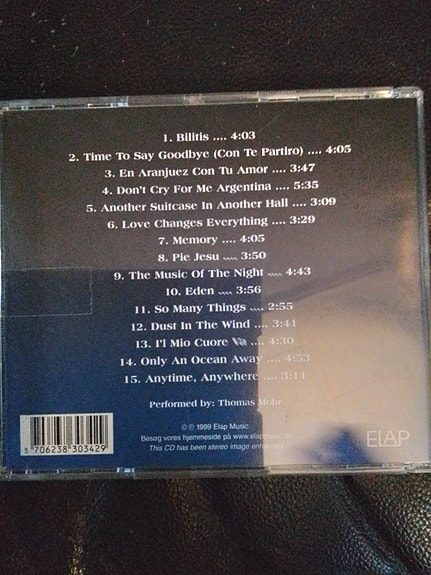 1. Bilitis .... 4:03
2. Time To Say Goodbye (Con Te Partiro) .... 4:05
3. En Aranjuez Con Tu Amor .... 3:47
4. Don't Cry For Me Argentina .... 5:35
5. Another Suitcase In Another Hall .... 3:09
6. Love Changes Everything .... 3:29
7. Memory .... 4:05
8. Pie Jesu .... 3:50
9. The Music Of The Night .... 4:43
10. Eden .... 3:56
11. So Many Things .... 2:55
12. Dust In The Wind .... 3:41
13. I'l Mio Cuore Va .... 4:30
14. Only An Ocean Away .... 4:53
15. Anytime, Anywhere .... 3:11
Performed by: Thomas Mohr
© ℗ 1999 Elap Music.
Besøg vores hjemmeside på www.elapmusic.dk
This CD has been stereo image enhanced.
ElAP
5 706238 303429